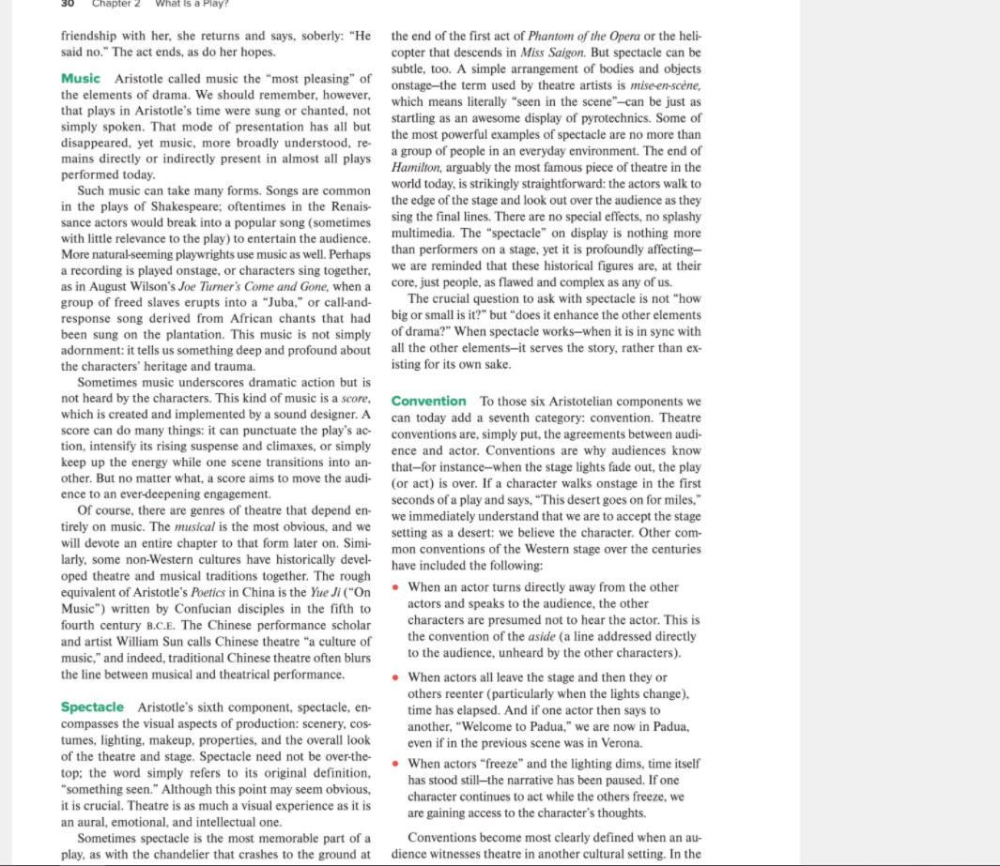 30 Chapter 2 What Is a Play?
friendship with her, she returns and says, soberly: “He
said no.” The act ends, as do her hopes.
Music Aristotle called music the “most pleasing” of
the elements of drama. We should remember, however,
that plays in Aristotle’s time were sung or chanted, not
simply spoken. That mode of presentation has all but
disappeared, yet music, more broadly understood, re-
mains directly or indirectly present in almost all plays
performed today.
Such music can take many forms. Songs are common
in the plays of Shakespeare; oftentimes in the Renais-
sance actors would break into a popular song (sometimes
with little relevance to the play) to entertain the audience.
More natural-seeming playwrights use music as well. Perhaps
a recording is played onstage, or characters sing together,
as in August Wilson’s Joe Turner’s Come and Gone, when a
group of freed slaves erupts into a “Juba,” or call-and-
response song derived from African chants that had
been sung on the plantation. This music is not simply
adornment: it tells us something deep and profound about
the characters’ heritage and trauma.
Sometimes music underscores dramatic action but is
not heard by the characters. This kind of music is a score,
which is created and implemented by a sound designer. A
score can do many things: it can punctuate the play’s ac-
tion, intensify its rising suspense and climaxes, or simply
keep up the energy while one scene transitions into an-
other. But no matter what, a score aims to move the audi-
ence to an ever-deepening engagement.
Of course, there are genres of theatre that depend en-
tirely on music. The musical is the most obvious, and we
will devote an entire chapter to that form later on. Simi-
larly, some non-Western cultures have historically devel-
oped theatre and musical traditions together. The rough
equivalent of Aristotle’s Poetics in China is the Yue Ji (“On
Music”) written by Confucian disciples in the fifth to
fourth century B.C.E. The Chinese performance scholar
and artist William Sun calls Chinese theatre “a culture of
music,” and indeed, traditional Chinese theatre often blurs
the line between musical and theatrical performance.
Spectacle Aristotle’s sixth component, spectacle, en-
compasses the visual aspects of production: scenery, cos-
tumes, lighting, makeup, properties, and the overall look
of the theatre and stage. Spectacle need not be over-the-
top; the word simply refers to its original definition,
“something seen.” Although this point may seem obvious,
it is crucial. Theatre is as much a visual experience as it is
an aural, emotional, and intellectual one.
Sometimes spectacle is the most memorable part of a
play, as with the chandelier that crashes to the ground at
the end of the first act of Phantom of the Opera or the heli-
copter that descends in Miss Saigon. But spectacle can be
subtle, too. A simple arrangement of bodies and objects
onstage—the term used by theatre artists is mise-en-scène,
which means literally “seen in the scene”—can be just as
startling as an awesome display of pyrotechnics. Some of
the most powerful examples of spectacle are no more than
a group of people in an everyday environment. The end of
Hamilton, arguably the most famous piece of theatre in the
world today, is strikingly straightforward: the actors walk to
the edge of the stage and look out over the audience as they
sing the final lines. There are no special effects, no splashy
multimedia. The “spectacle” on display is nothing more
than performers on a stage, yet it is profoundly affecting—
we are reminded that these historical figures are, at their
core, just people, as flawed and complex as any of us.
The crucial question to ask with spectacle is not “how
big or small is it?” but “does it enhance the other elements
of drama?” When spectacle works—when it is in sync with
all the other elements—it serves the story, rather than ex-
isting for its own sake.
Convention To those six Aristotelian components we
can today add a seventh category: convention. Theatre
conventions are, simply put, the agreements between audi-
ence and actor. Conventions are why audiences know
that—for instance—when the stage lights fade out, the play
(or act) is over. If a character walks onstage in the first
seconds of a play and says, “This desert goes on for miles,”
we immediately understand that we are to accept the stage
setting as a desert: we believe the character. Other com-
mon conventions of the Western stage over the centuries
have included the following:
• When an actor turns directly away from the other
actors and speaks to the audience, the other
characters are presumed not to hear the actor. This is
the convention of the aside (a line addressed directly
to the audience, unheard by the other characters).
• When actors all leave the stage and then they or
others reenter (particularly when the lights change),
time has elapsed. And if one actor then says to
another, “Welcome to Padua,” we are now in Padua,
even if in the previous scene was in Verona.
• When actors “freeze” and the lighting dims, time itself
has stood still—the narrative has been paused. If one
character continues to act while the others freeze, we
are gaining access to the character’s thoughts.
Conventions become most clearly defined when an au-
dience witnesses theatre in another cultural setting. In the